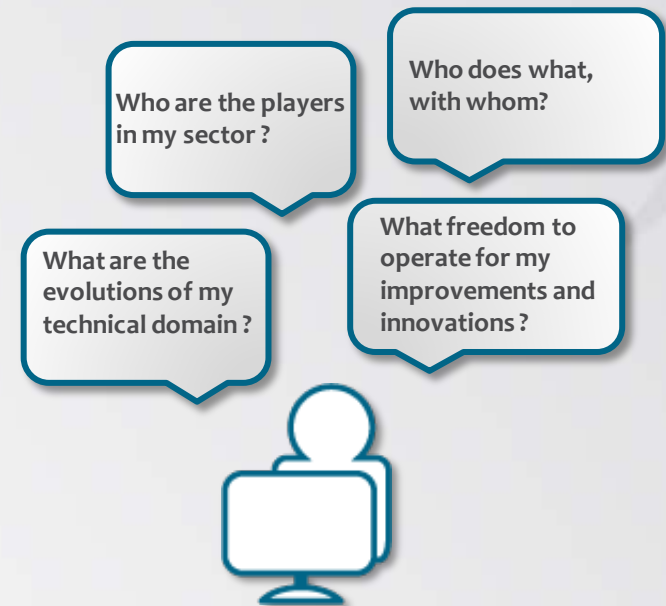 Who are the players
in my sector ?
Who does what,
with whom?
What are the
evolutions of my
technical domain ?
What freedom to
operate for my
improvements and
innovations ?